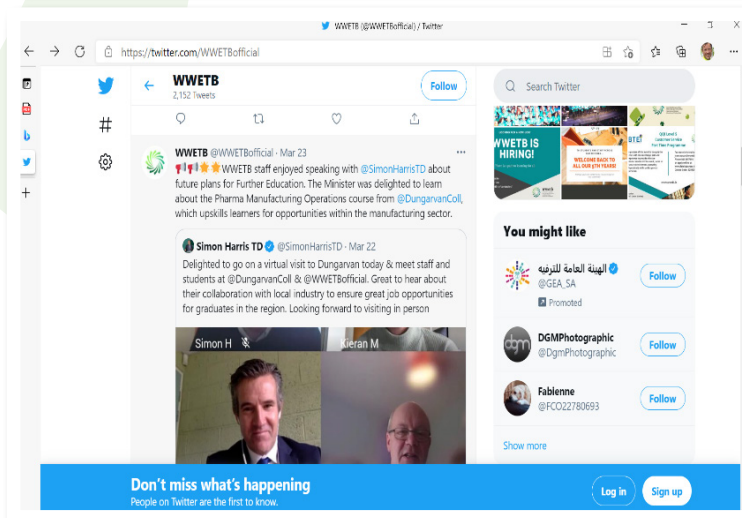 WWETB (@WWETBofficial) / Twitter
https://twitter.com/WWETBofficial
WWETB
2,152 Tweets
Follow
Search Twitter
WWETB @WWETBofficial · Mar 23
WWETB staff enjoyed speaking with @SimonHarrisTD about
future plans for Further Education. The Minister was delighted to learn
about the Pharma Manufacturing Operations course from @DungarvanColl,
which upskills learners for opportunities within the manufacturing sector.
Simon Harris TD @SimonHarrisTD · Mar 22
Delighted to go on a virtual visit to Dungarvan today & meet staff and
students at @DungarvanColl & @WWETBofficial. Great to hear about
their collaboration with local industry to ensure great job opportunities
for graduates in the region. Looking forward to visiting in person
Simon H
Kieran M
WWETB IS
HIRING!
WELCOME BACK TO
You might like
الهيئة العامة للترفيه
@GEA_SA
Promoted
Follow
dgm
DGMPhotographic
@DgmPhotographic
Follow
Fabienne
@FCO22780693
Follow
Show more
Don't miss what's happening
People on Twitter are the first to know.
Log in
Sign up